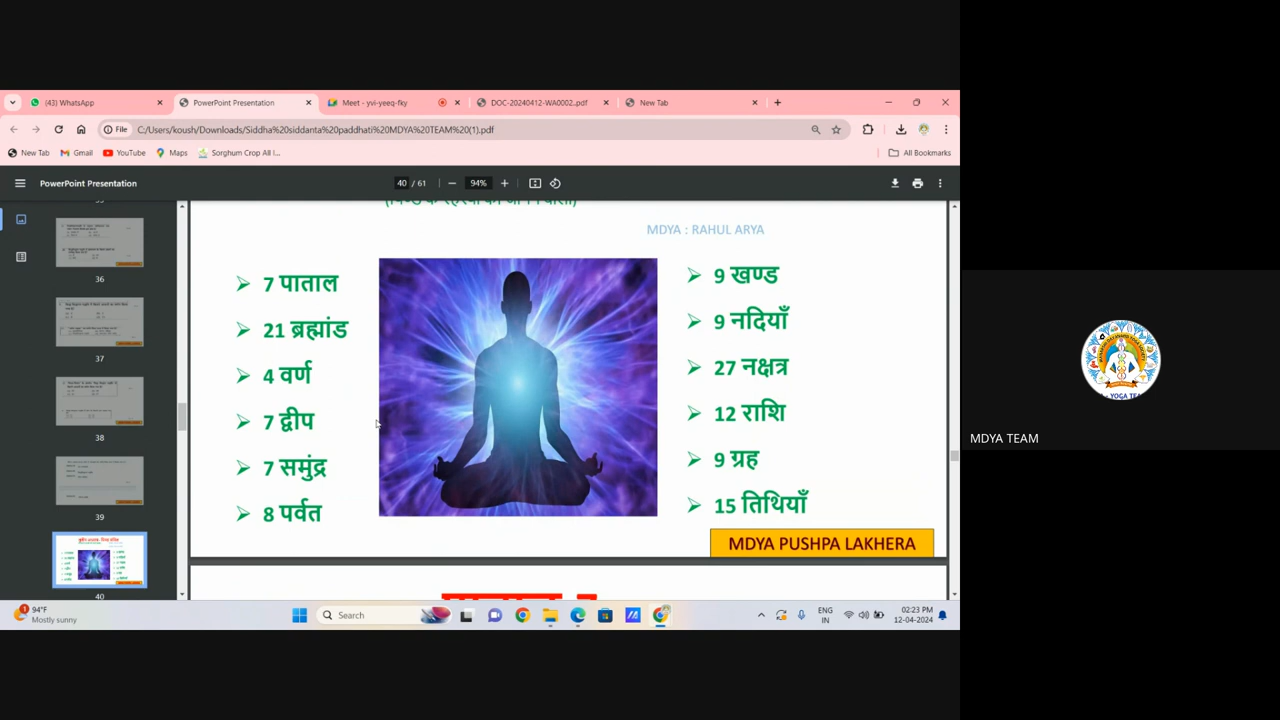 (43) WhatsApp
PowerPoint Presentation
Meet - yvi-yeeq-fky
DOC-20240412-WA0002.pdf
New Tab
File
C:/Users/koush/Downloads/Siddha%20siddanta%20paddhati%20MDYA%20TEAM%20(1).pdf
New Tab
Gmail
YouTube
Maps
Sorghum Crop All I...
All Bookmarks
PowerPoint Presentation
40 / 61
94%
MDYA : RAHUL ARYA
7 पाताल
21 ब्रह्मांड
4 वर्ण
7 द्वीप
7 समुंद्र
8 पर्वत
9 खण्ड
9 नदियाँ
27 नक्षत्र
12 राशि
9 ग्रह
15 तिथियाँ
MDYA PUSHPA LAKHERA
36
37
38
39
40
MDYA TEAM
- YOGA TEA
1
94°F
Mostly sunny
Search
ENG
IN
02:23 PM
12-04-2024